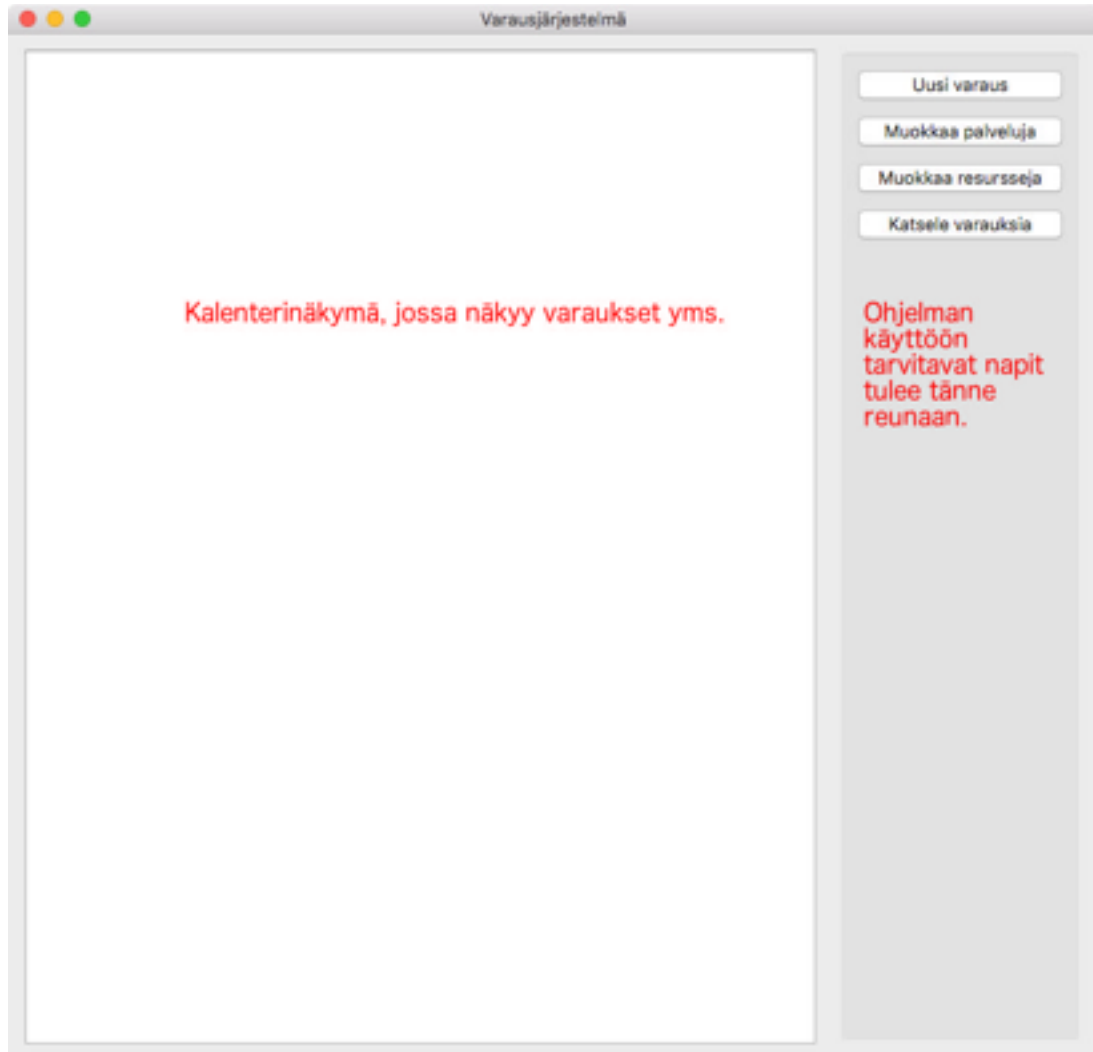 Varausjärjestelmä
Uusi varaus
Muokkaa palveluja
Muokkaa resursseja
Katsele varauksia
Kalenterinäkymä, jossa näkyy varaukset yms.
Ohjelman
käyttöön
tarvitavat napit
tulee tänne
reunaan.